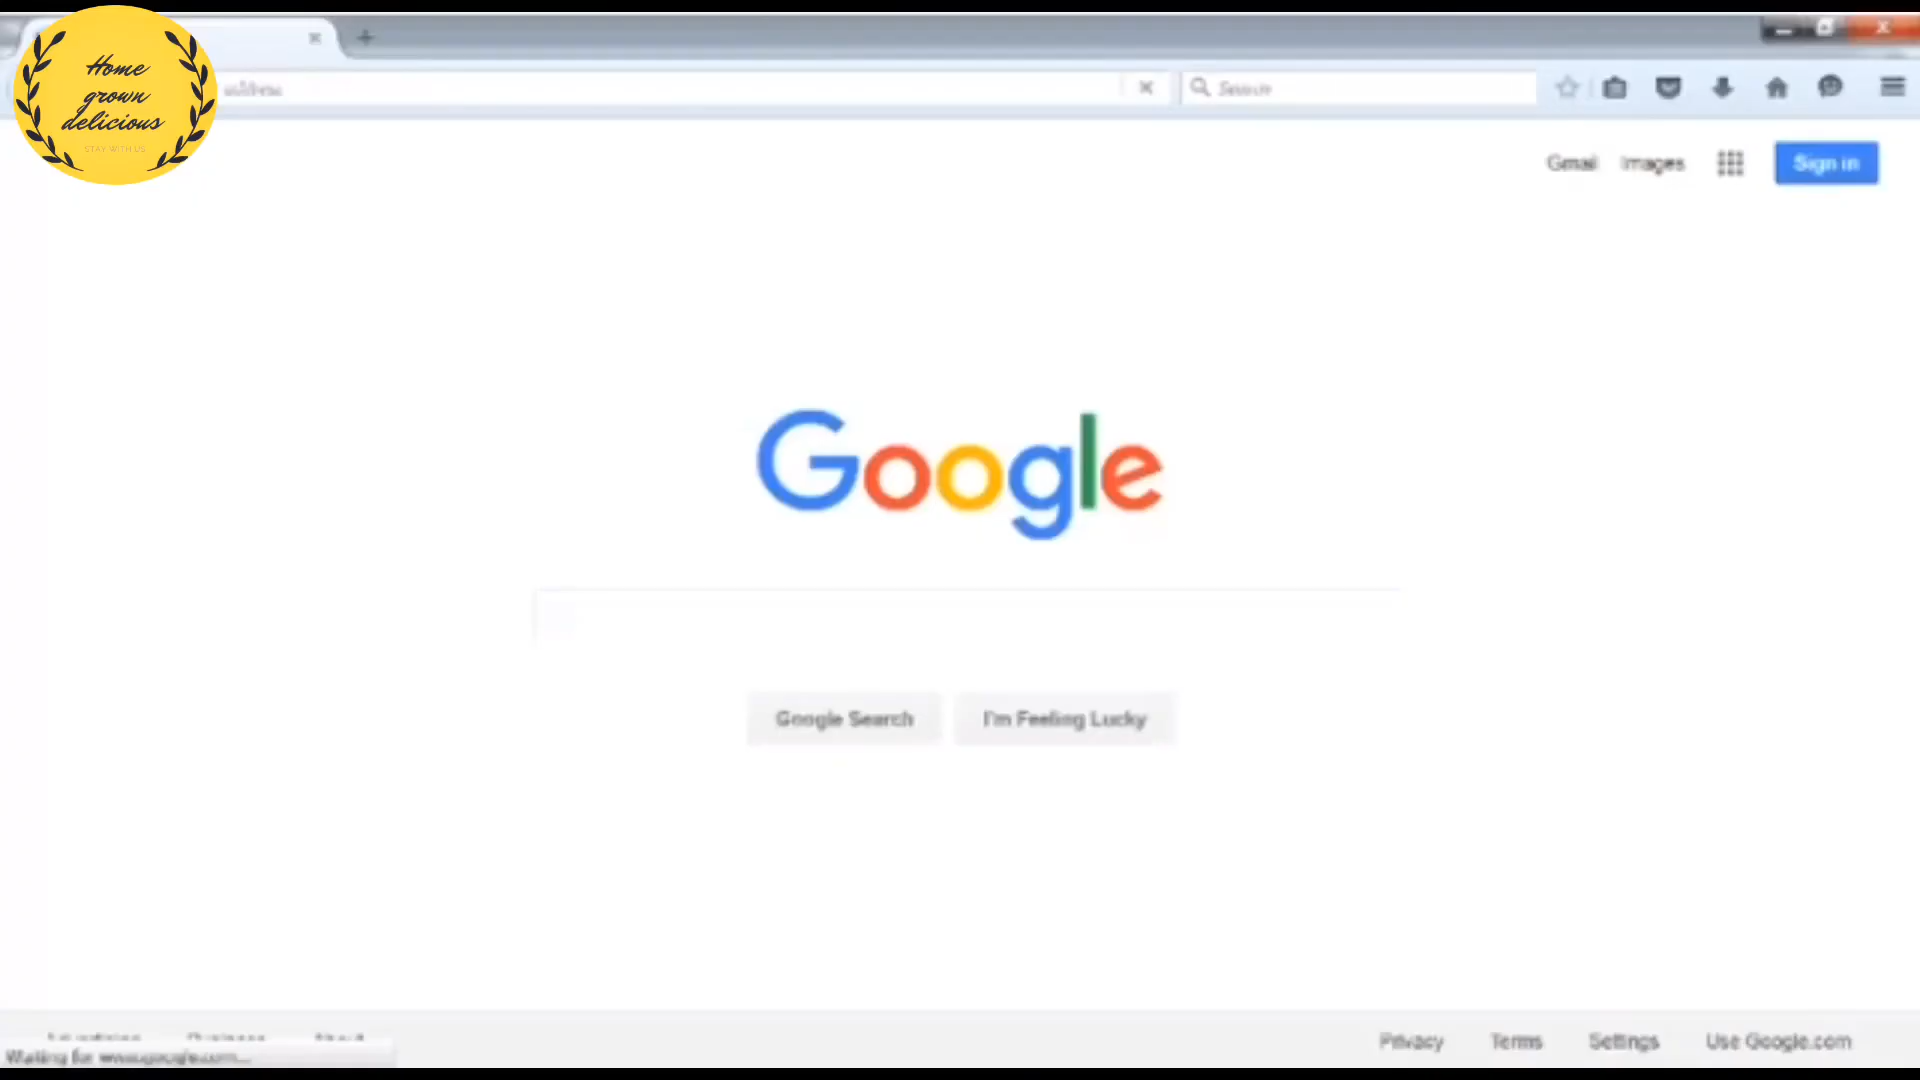 Home
grown
delicious
STAY WITH US
address
Search
Gmail Images Sign in
Google
Google Search I'm Feeling Lucky
Advertising Business About
Privacy Terms Settings Use Google.com
Waiting for www.google.com...